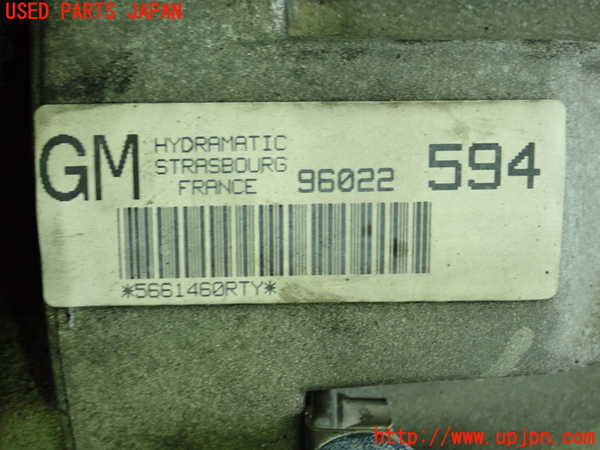 USED PARTS JAPAN
GM HYDRAMATIC
STRASBOURG
FRANCE 96022 594
*5661460RTY*
http://www.upjpn.com/